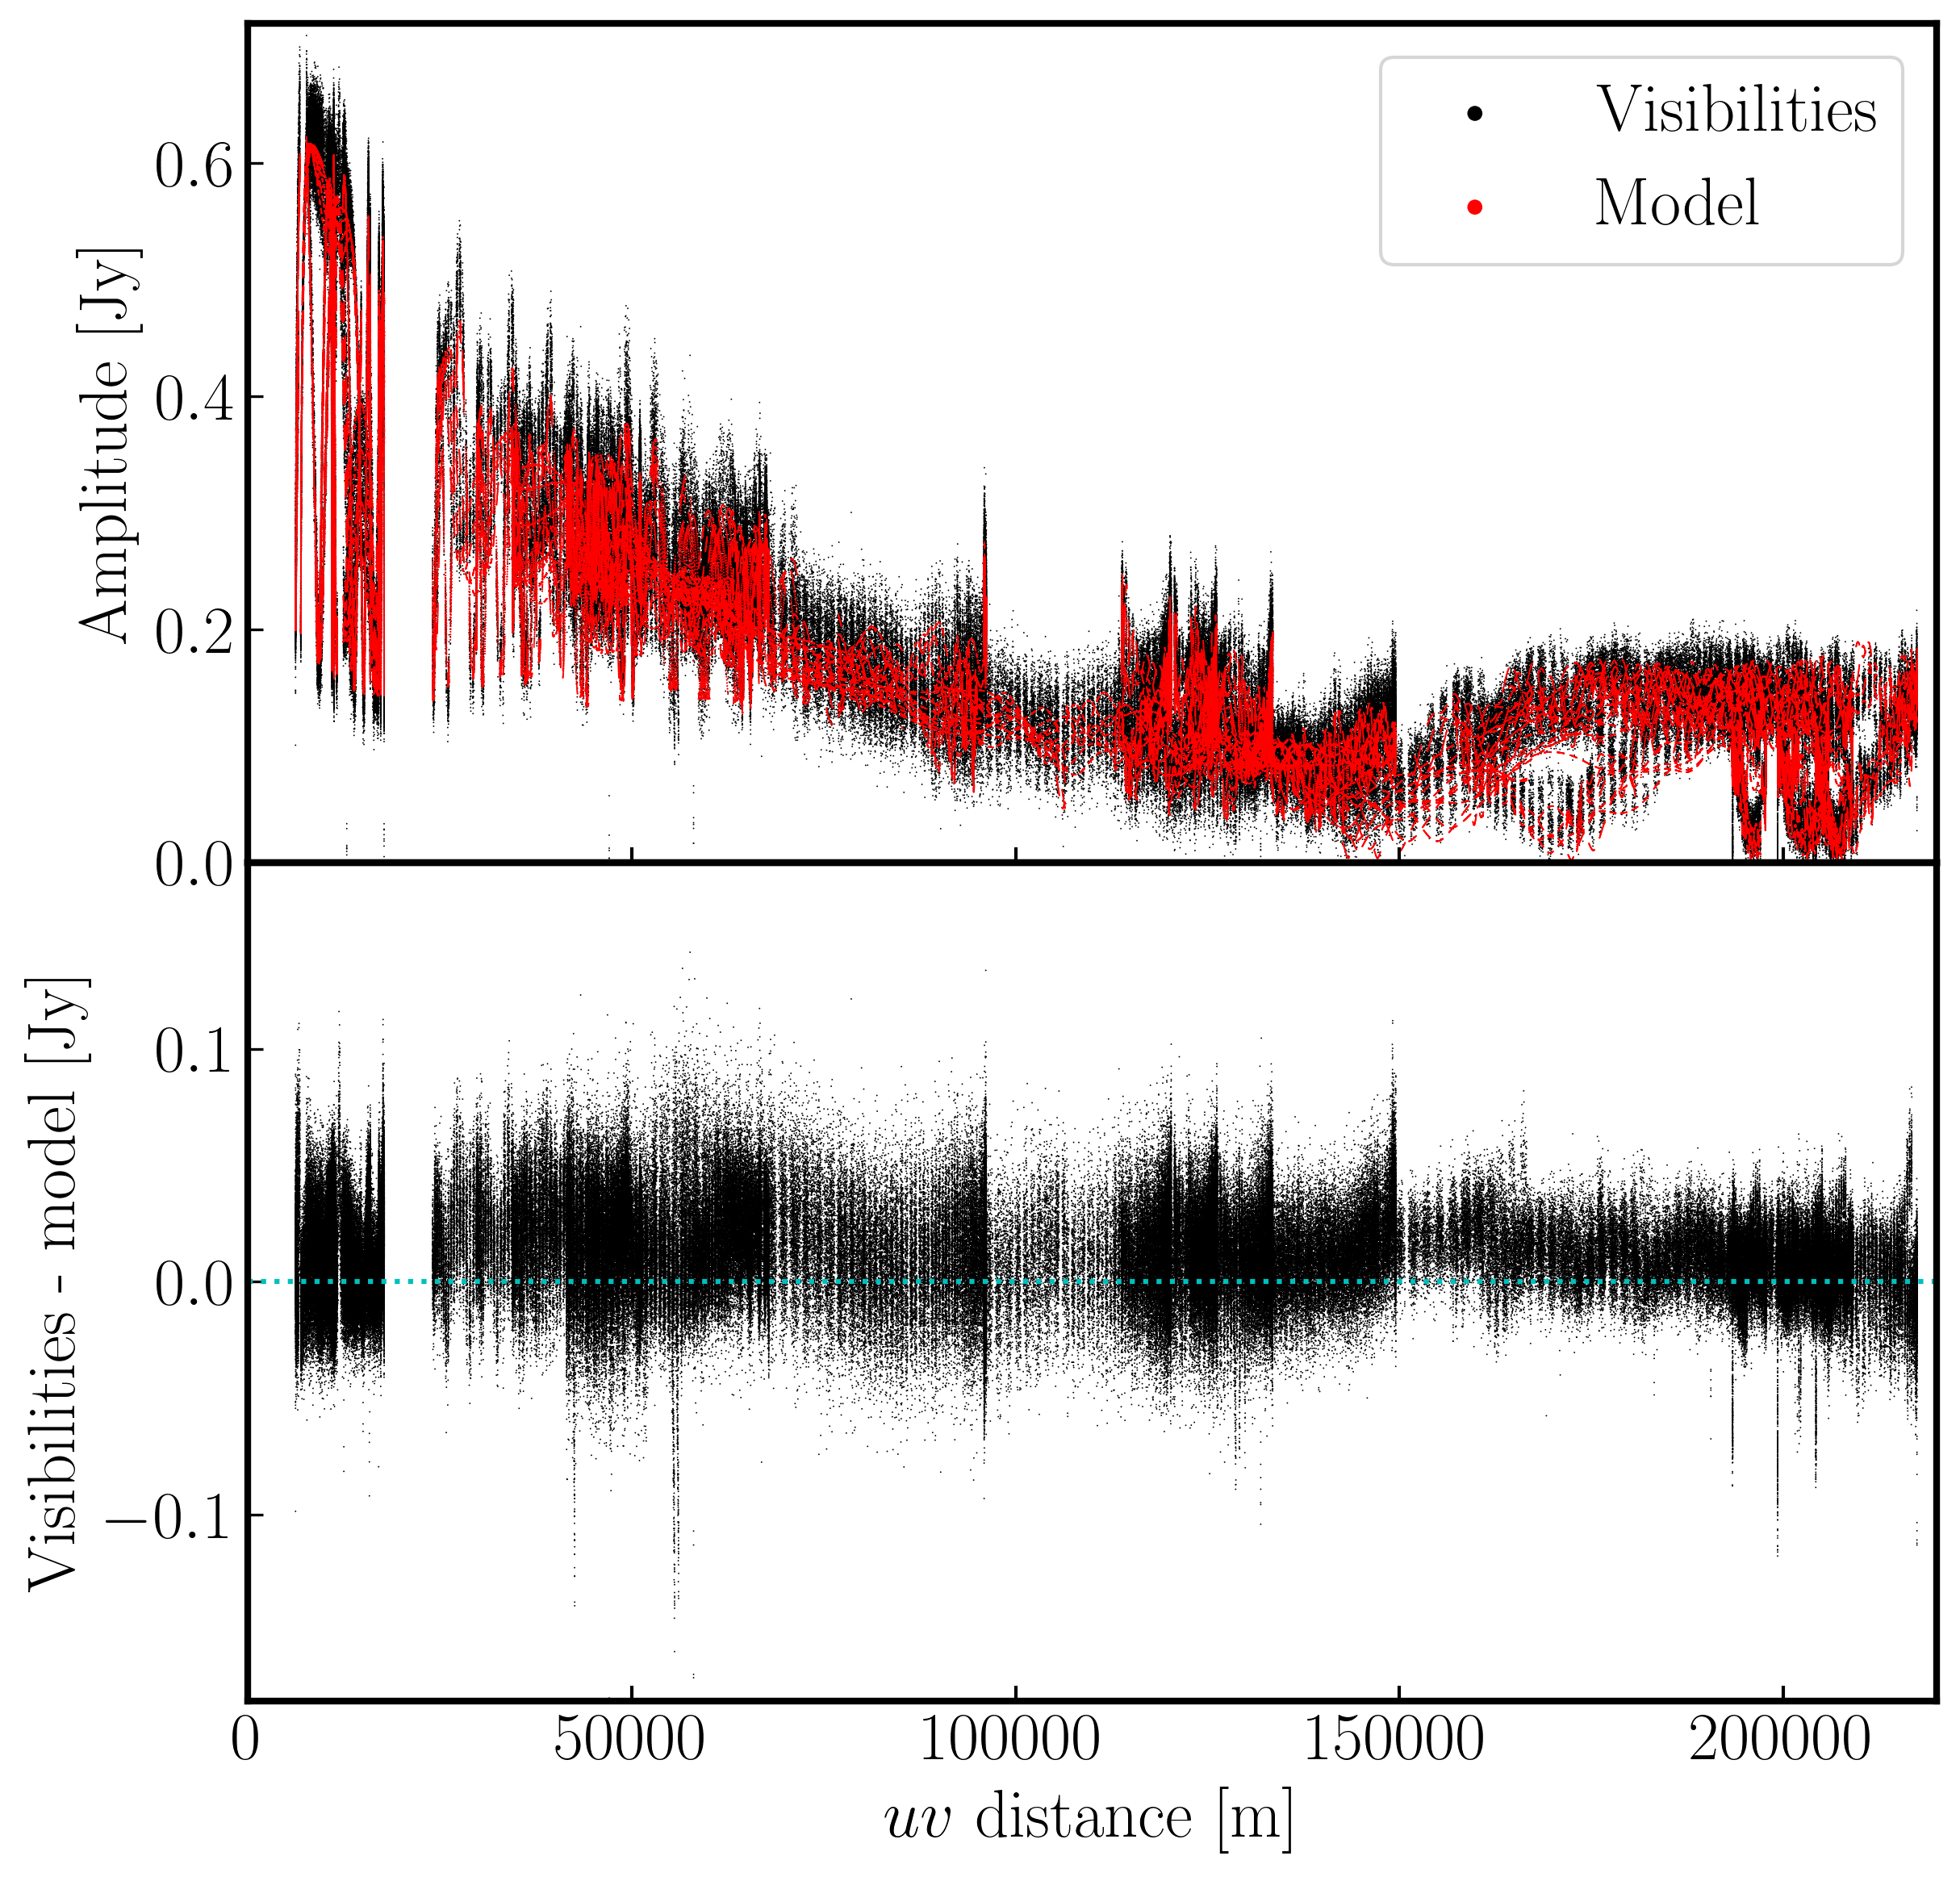 Visibilities
Model
Amplitude [Jy]
0.6
0.4
0.2
0.0
Visibilities - model [Jy]
0.1
0.0
−0.1
0 50000 100000 150000 200000
uv distance [m]